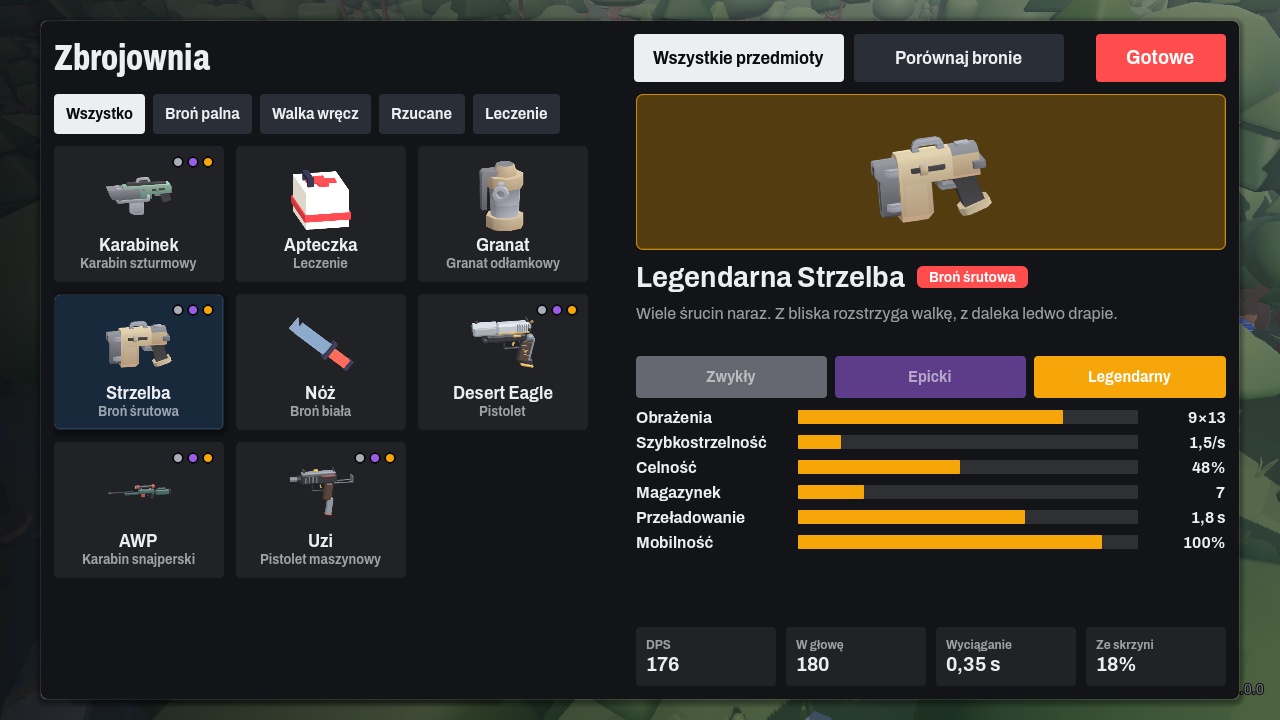 Zbrojownia
Wszystkie przedmioty
Porównaj bronie
Gotowe
Wszystko
Broń palna
Walka wręcz
Rzucane
Leczenie
Karabinek
Karabin szturmowy
Apteczka
Leczenie
Granat
Granat odłamkowy
Strzelba
Broń śrutowa
Nóż
Broń biała
Desert Eagle
Pistolet
AWP
Karabin snajperski
Uzi
Pistolet maszynowy
Legendarna Strzelba
Broń śrutowa
Wiele śrucin naraz. Z bliska rozstrzyga walkę, z daleka ledwo drapie.
Zwykły
Epicki
Legendarny
Obrażenia 9×13
Szybkostrzelność 1,5/s
Celność 48%
Magazynek 7
Przeładowanie 1,8 s
Mobilność 100%
DPS
176
W głowę
180
Wyciąganie
0,35 s
Ze skrzyni
18%
.0.0